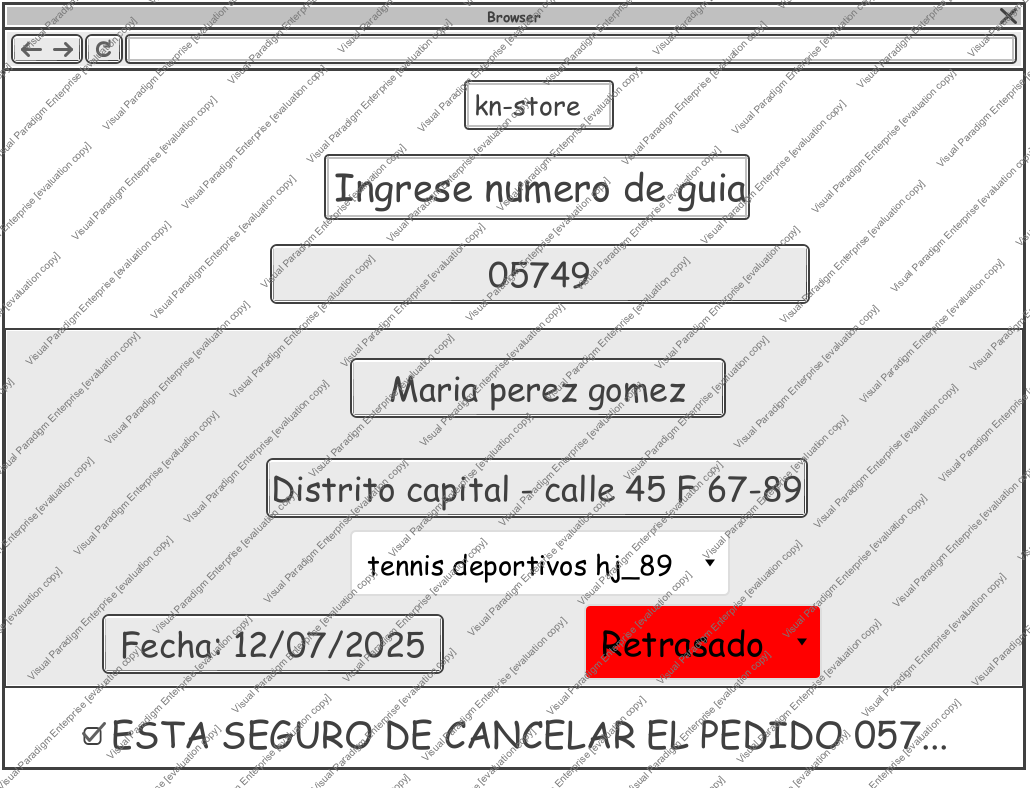 Browser
kn-store
Ingrese numero de guia
05749
Maria perez gomez
Distrito capital - calle 45 F 67-89
tennis deportivos hj_89
Fecha: 12/07/2025
Retrasado
ESTA SEGURO DE CANCELAR EL PEDIDO 057...
Visual Paradigm Enterprise [evaluation copy]